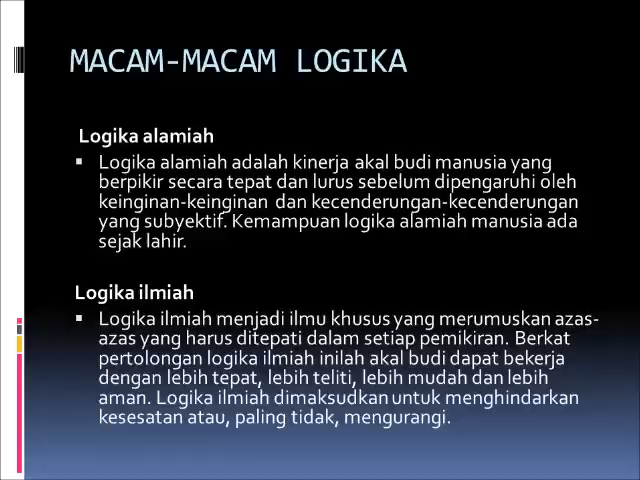 MACAM-MACAM LOGIKA
Logika alamiah
▪ Logika alamiah adalah kinerja akal budi manusia yang
berpikir secara tepat dan lurus sebelum dipengaruhi oleh
keinginan-keinginan dan kecenderungan-kecenderungan
yang subyektif. Kemampuan logika alamiah manusia ada
sejak lahir.
Logika ilmiah
▪ Logika ilmiah menjadi ilmu khusus yang merumuskan azas-
azas yang harus ditepati dalam setiap pemikiran. Berkat
pertolongan logika ilmiah inilah akal budi dapat bekerja
dengan lebih tepat, lebih teliti, lebih mudah dan lebih
aman. Logika ilmiah dimaksudkan untuk menghindarkan
kesesatan atau, paling tidak, mengurangi.